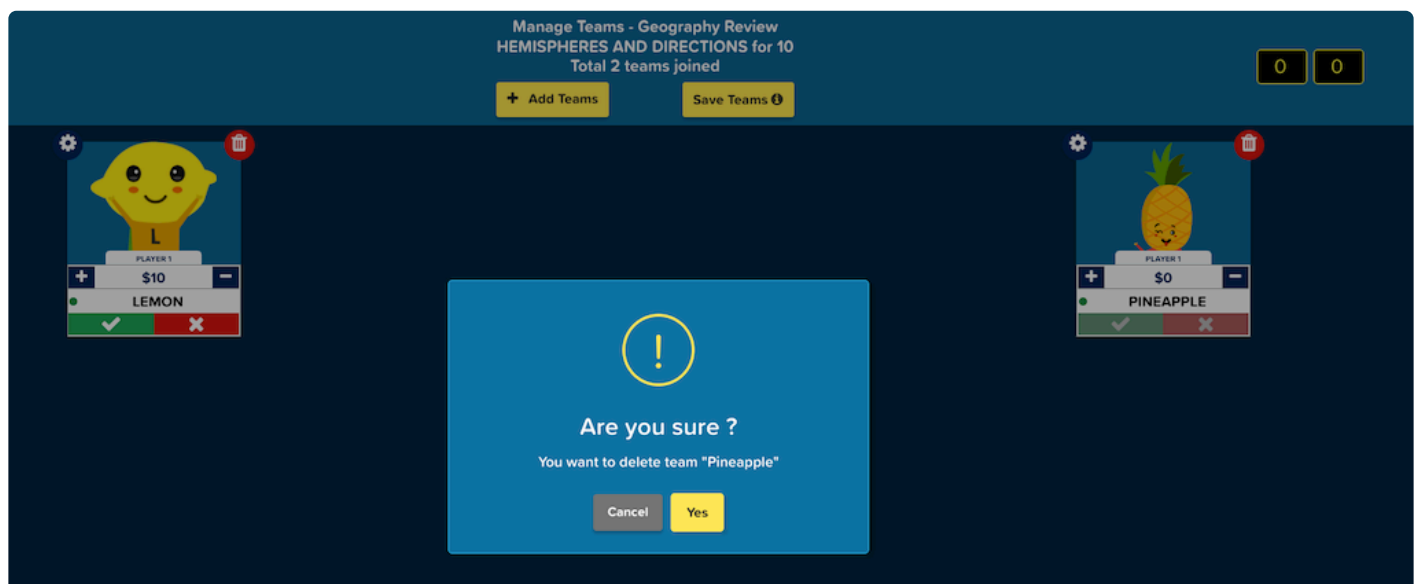 Manage Teams - Geography Review
HEMISPHERES AND DIRECTIONS for 10
Total 2 teams joined
0 0
+ Add Teams
Save Teams
L
PLAYER 1
+ $10 −
LEMON
PLAYER 1
+ $0 −
PINEAPPLE
!
Are you sure ?
You want to delete team "Pineapple"
Cancel
Yes